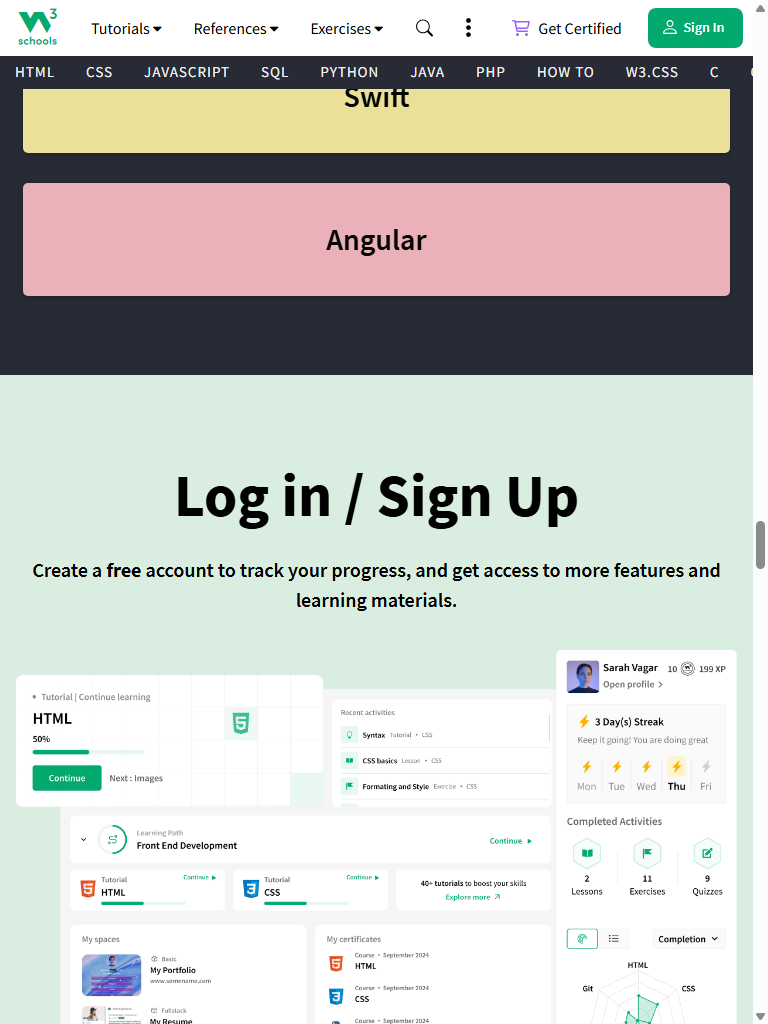 3
schools
Tutorials
References
Exercises
Get Certified
Sign In
HTML CSS JAVASCRIPT SQL PYTHON JAVA PHP HOW TO W3.CSS C
Swift
Angular
Log in / Sign Up
Create a free account to track your progress, and get access to more features and
learning materials.
Tutorial | Continue learning
HTML
50%
Continue
Next : Images
Recent activities
Syntax Tutorial • CSS
CSS basics Lesson • CSS
Formating and Style Exercise • CSS
Sarah Vagar
10
199 XP
Open profile
3 Day(s) Streak
Keep it going! You are doing great
Mon Tue Wed Thu Fri
Completed Activities
2 11 9
Lessons Exercises Quizzes
Learning Path
Front End Development
Continue
Tutorial
HTML
Continue
Tutorial
CSS
Continue
40+ tutorials to boost your skills
Explore more
My spaces
Basic
My Portfolio
www.somename.com
Fullstack
My Resume
My certificates
Course • September 2024
HTML
Course • September 2024
CSS
Course • September 2024
Completion
HTML
Git
CSS